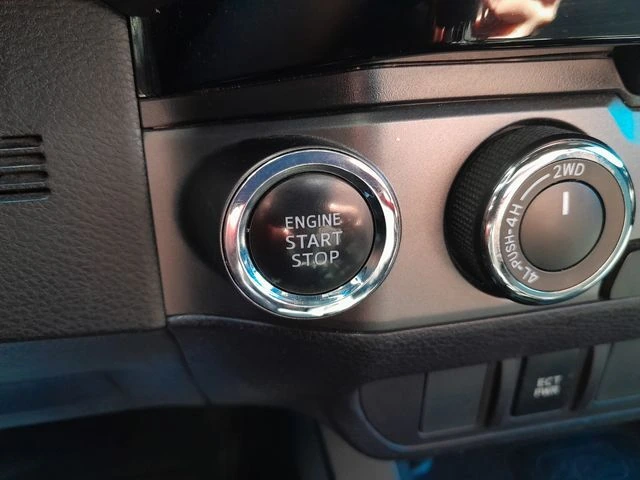 ENGINE
START
STOP
2WD
4L-PUSH-4H
ECT
PWR